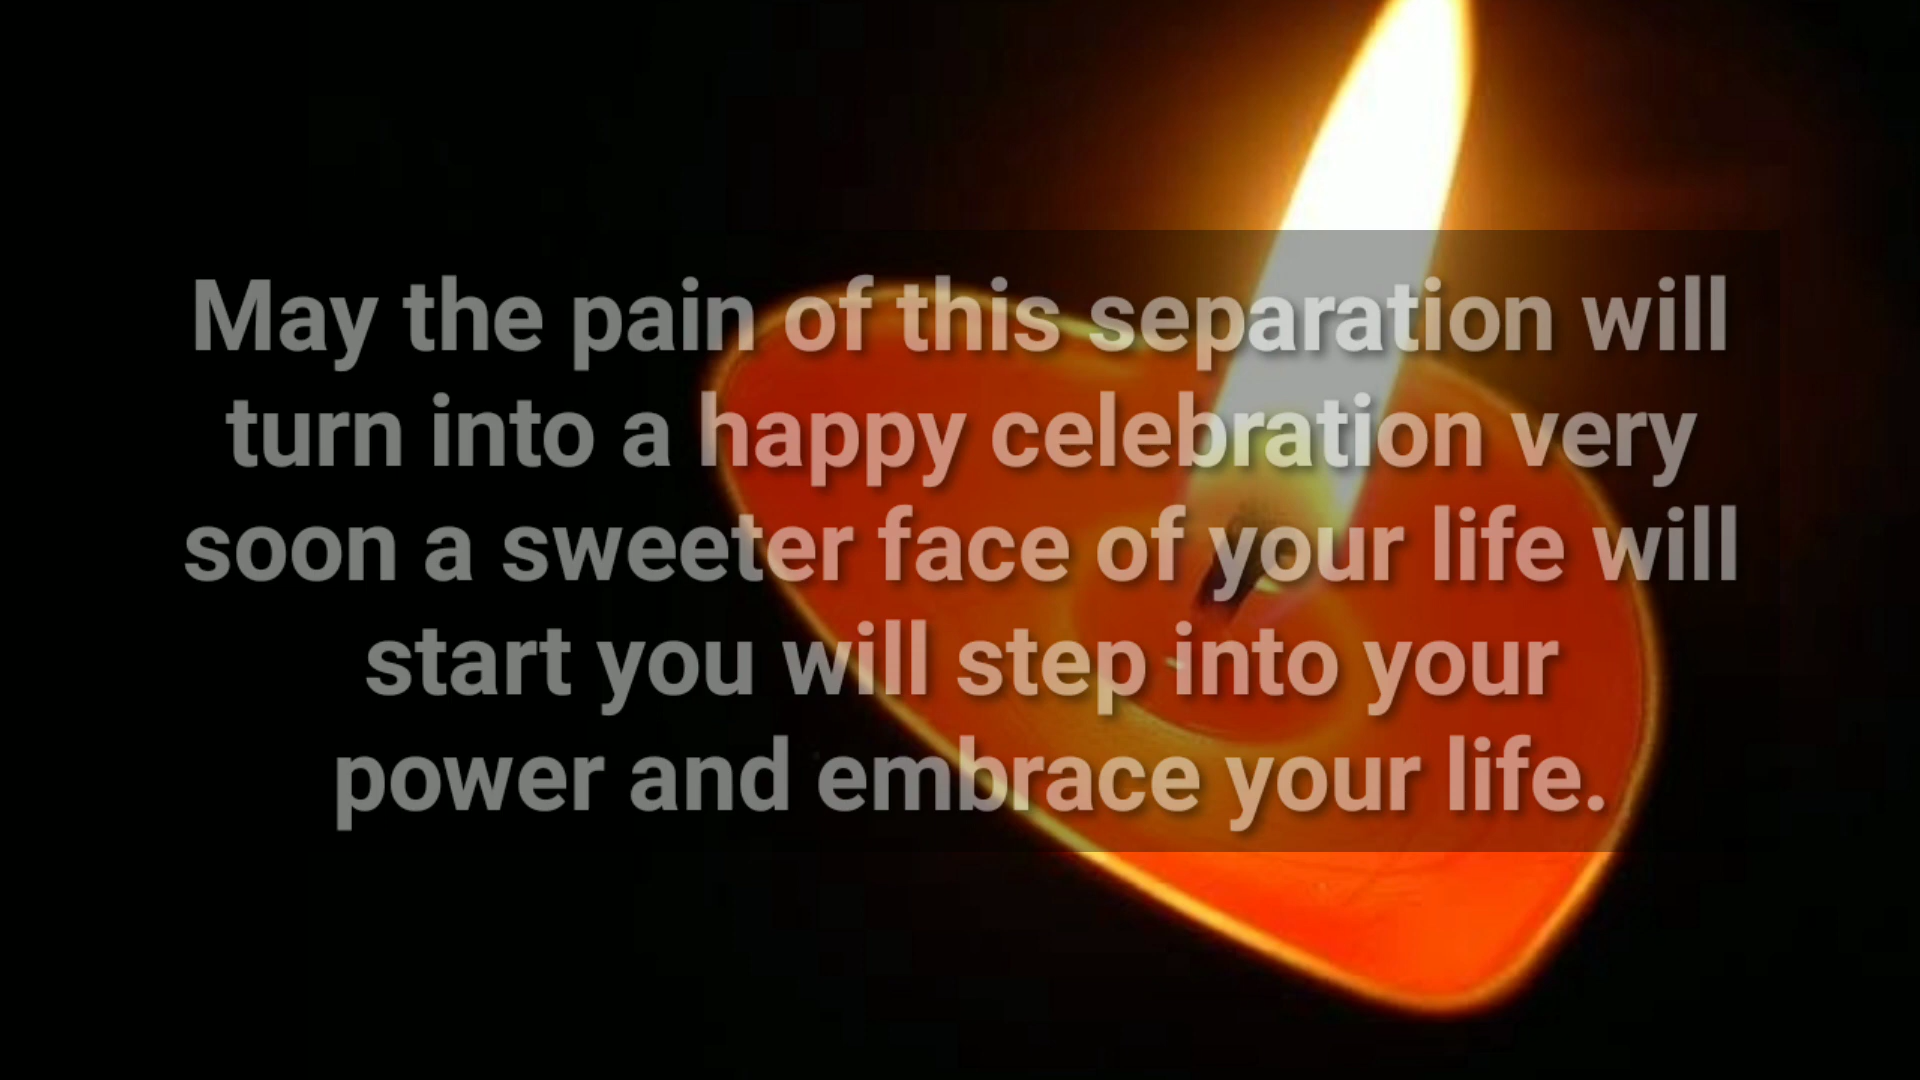 May the pain of this separation will
turn into a happy celebration very
soon a sweeter face of your life will
start you will step into your
power and embrace your life.